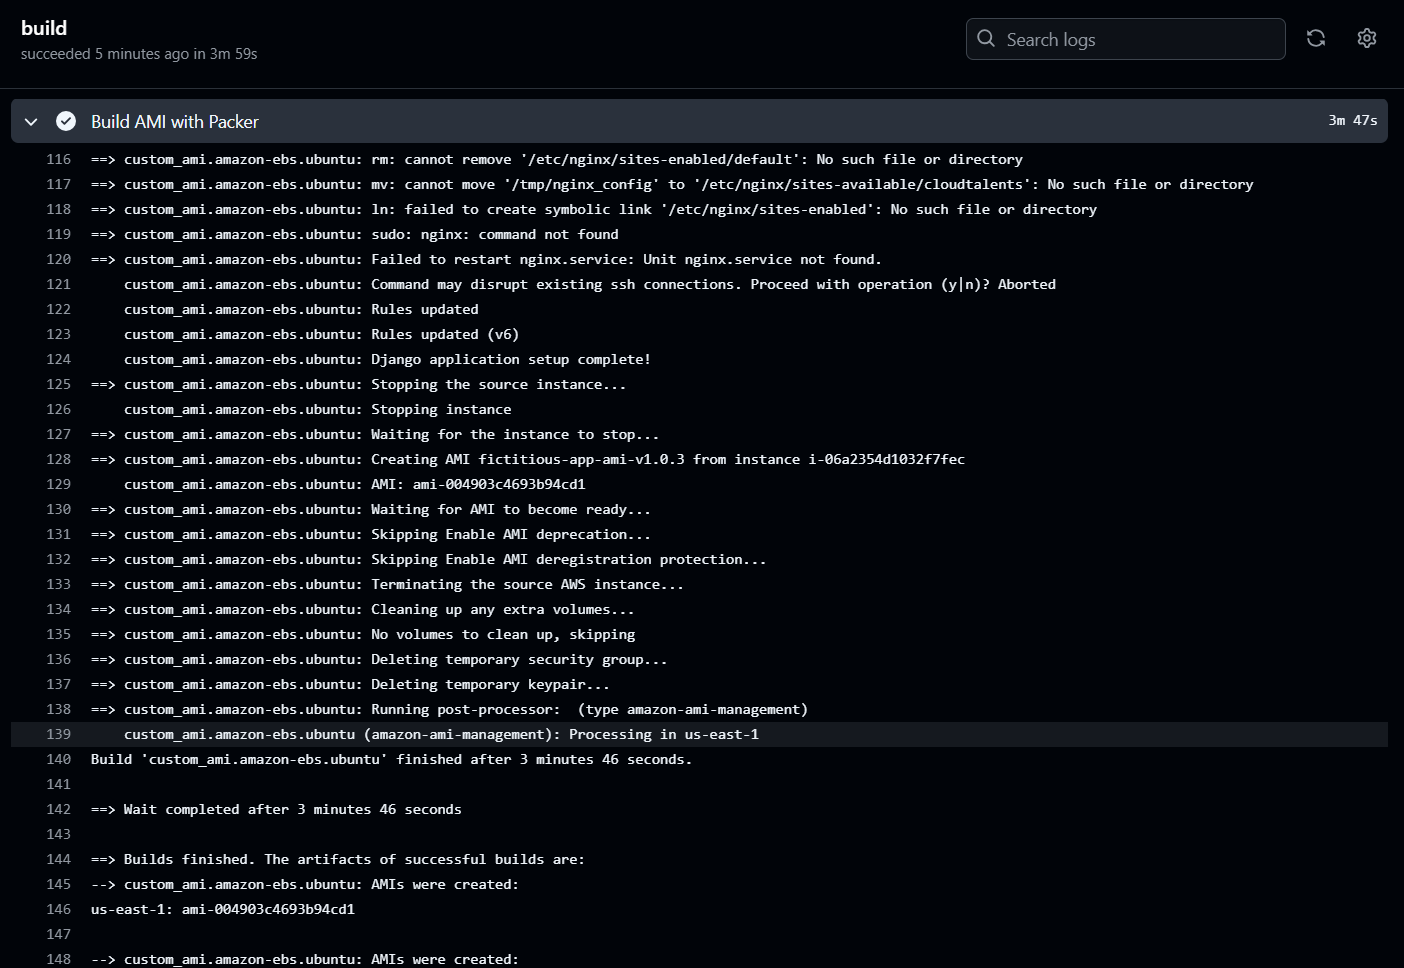 build
succeeded 5 minutes ago in 3m 59s
Search logs
Build AMI with Packer
3m 47s
116 ==> custom_ami.amazon-ebs.ubuntu: rm: cannot remove '/etc/nginx/sites-enabled/default': No such file or directory
117 ==> custom_ami.amazon-ebs.ubuntu: mv: cannot move '/tmp/nginx_config' to '/etc/nginx/sites-available/cloudtalents': No such file or directory
118 ==> custom_ami.amazon-ebs.ubuntu: ln: failed to create symbolic link '/etc/nginx/sites-enabled': No such file or directory
119 ==> custom_ami.amazon-ebs.ubuntu: sudo: nginx: command not found
120 ==> custom_ami.amazon-ebs.ubuntu: Failed to restart nginx.service: Unit nginx.service not found.
121 custom_ami.amazon-ebs.ubuntu: Command may disrupt existing ssh connections. Proceed with operation (y|n)? Aborted
122 custom_ami.amazon-ebs.ubuntu: Rules updated
123 custom_ami.amazon-ebs.ubuntu: Rules updated (v6)
124 custom_ami.amazon-ebs.ubuntu: Django application setup complete!
125 ==> custom_ami.amazon-ebs.ubuntu: Stopping the source instance...
126 custom_ami.amazon-ebs.ubuntu: Stopping instance
127 ==> custom_ami.amazon-ebs.ubuntu: Waiting for the instance to stop...
128 ==> custom_ami.amazon-ebs.ubuntu: Creating AMI fictitious-app-ami-v1.0.3 from instance i-06a2354d1032f7fec
129 custom_ami.amazon-ebs.ubuntu: AMI: ami-004903c4693b94cd1
130 ==> custom_ami.amazon-ebs.ubuntu: Waiting for AMI to become ready...
131 ==> custom_ami.amazon-ebs.ubuntu: Skipping Enable AMI deprecation...
132 ==> custom_ami.amazon-ebs.ubuntu: Skipping Enable AMI deregistration protection...
133 ==> custom_ami.amazon-ebs.ubuntu: Terminating the source AWS instance...
134 ==> custom_ami.amazon-ebs.ubuntu: Cleaning up any extra volumes...
135 ==> custom_ami.amazon-ebs.ubuntu: No volumes to clean up, skipping
136 ==> custom_ami.amazon-ebs.ubuntu: Deleting temporary security group...
137 ==> custom_ami.amazon-ebs.ubuntu: Deleting temporary keypair...
138 ==> custom_ami.amazon-ebs.ubuntu: Running post-processor:  (type amazon-ami-management)
139 custom_ami.amazon-ebs.ubuntu (amazon-ami-management): Processing in us-east-1
140 Build 'custom_ami.amazon-ebs.ubuntu' finished after 3 minutes 46 seconds.
141
142 ==> Wait completed after 3 minutes 46 seconds
143
144 ==> Builds finished. The artifacts of successful builds are:
145 --> custom_ami.amazon-ebs.ubuntu: AMIs were created:
146 us-east-1: ami-004903c4693b94cd1
147
148 --> custom_ami.amazon-ebs.ubuntu: AMIs were created: